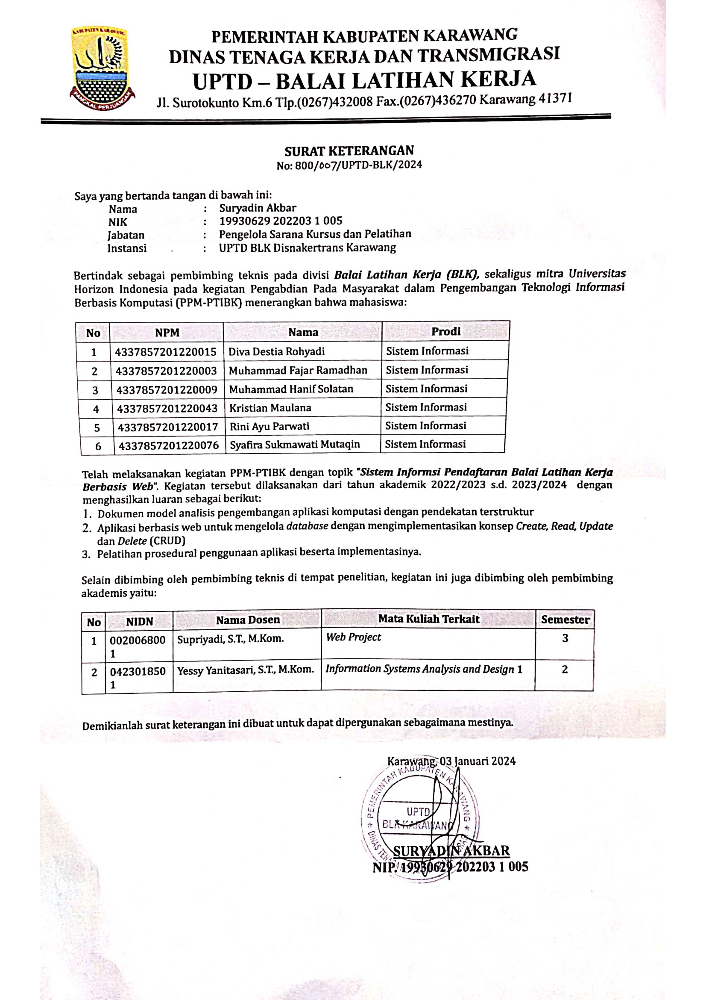 KABUPATEN KARAWANG
PANGKAL PERJUANGAN
PEMERINTAH KABUPATEN KARAWANG
DINAS TENAGA KERJA DAN TRANSMIGRASI
UPTD – BALAI LATIHAN KERJA
Jl. Surotokunto Km.6 Tlp.(0267)432008 Fax.(0267)436270 Karawang 41371
SURAT KETERANGAN
No: 800/007/UPTD-BLK/2024
Saya yang bertanda tangan di bawah ini:
Nama : Suryadin Akbar
NIK : 19930629 202203 1 005
Jabatan : Pengelola Sarana Kursus dan Pelatihan
Instansi : UPTD BLK Disnakertrans Karawang
Bertindak sebagai pembimbing teknis pada divisi Balai Latihan Kerja (BLK), sekaligus mitra Universitas
Horizon Indonesia pada kegiatan Pengabdian Pada Masyarakat dalam Pengembangan Teknologi Informasi
Berbasis Komputasi (PPM-PTIBK) menerangkan bahwa mahasiswa:
No NPM Nama Prodi
1 4337857201220015 Diva Destia Rohyadi Sistem Informasi
2 4337857201220003 Muhammad Fajar Ramadhan Sistem Informasi
3 4337857201220009 Muhammad Hanif Solatan Sistem Informasi
4 4337857201220043 Kristian Maulana Sistem Informasi
5 4337857201220017 Rini Ayu Parwati Sistem Informasi
6 4337857201220076 Syafira Sukmawati Mutaqin Sistem Informasi
Telah melaksanakan kegiatan PPM-PTIBK dengan topik "Sistem Informsi Pendaftaran Balai Latihan Kerja
Berbasis Web". Kegiatan tersebut dilaksanakan dari tahun akademik 2022/2023 s.d. 2023/2024 dengan
menghasilkan luaran sebagai berikut:
1. Dokumen model analisis pengembangan aplikasi komputasi dengan pendekatan terstruktur
2. Aplikasi berbasis web untuk mengelola database dengan mengimplementasikan konsep Create, Read, Update
dan Delete (CRUD)
3. Pelatihan prosedural penggunaan aplikasi beserta implementasinya.
Selain dibimbing oleh pembimbing teknis di tempat penelitian, kegiatan ini juga dibimbing oleh pembimbing
akademis yaitu:
No NIDN Nama Dosen Mata Kuliah Terkait Semester
1 002006800 Supriyadi, S.T., M.Kom. Web Project 3
1
2 042301850 Yessy Yanitasari, S.T., M.Kom. Information Systems Analysis and Design 1 2
1
Demikianlah surat keterangan ini dibuat untuk dapat dipergunakan sebagaimana mestinya.
Karawang, 03 Januari 2024
PEMERINTAH KABUPATEN KARAWANG
UPTD
BLK KARAWANG
DINAS TENAGA
SURYADIN AKBAR
NIP. 19930629 202203 1 005